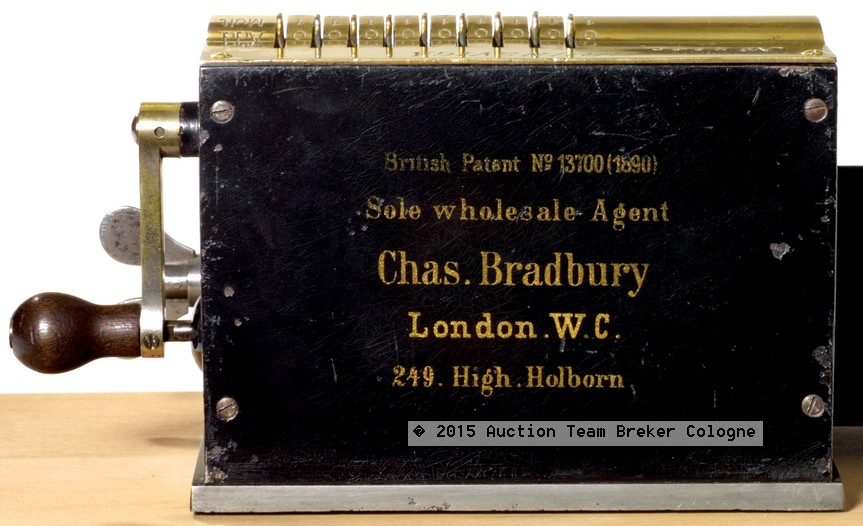 British Patent Nº 13700 (1890)
Sole wholesale Agent
Chas. Bradbury
London. W.C.
249. High. Holborn
� 2015 Auction Team Breker Cologne